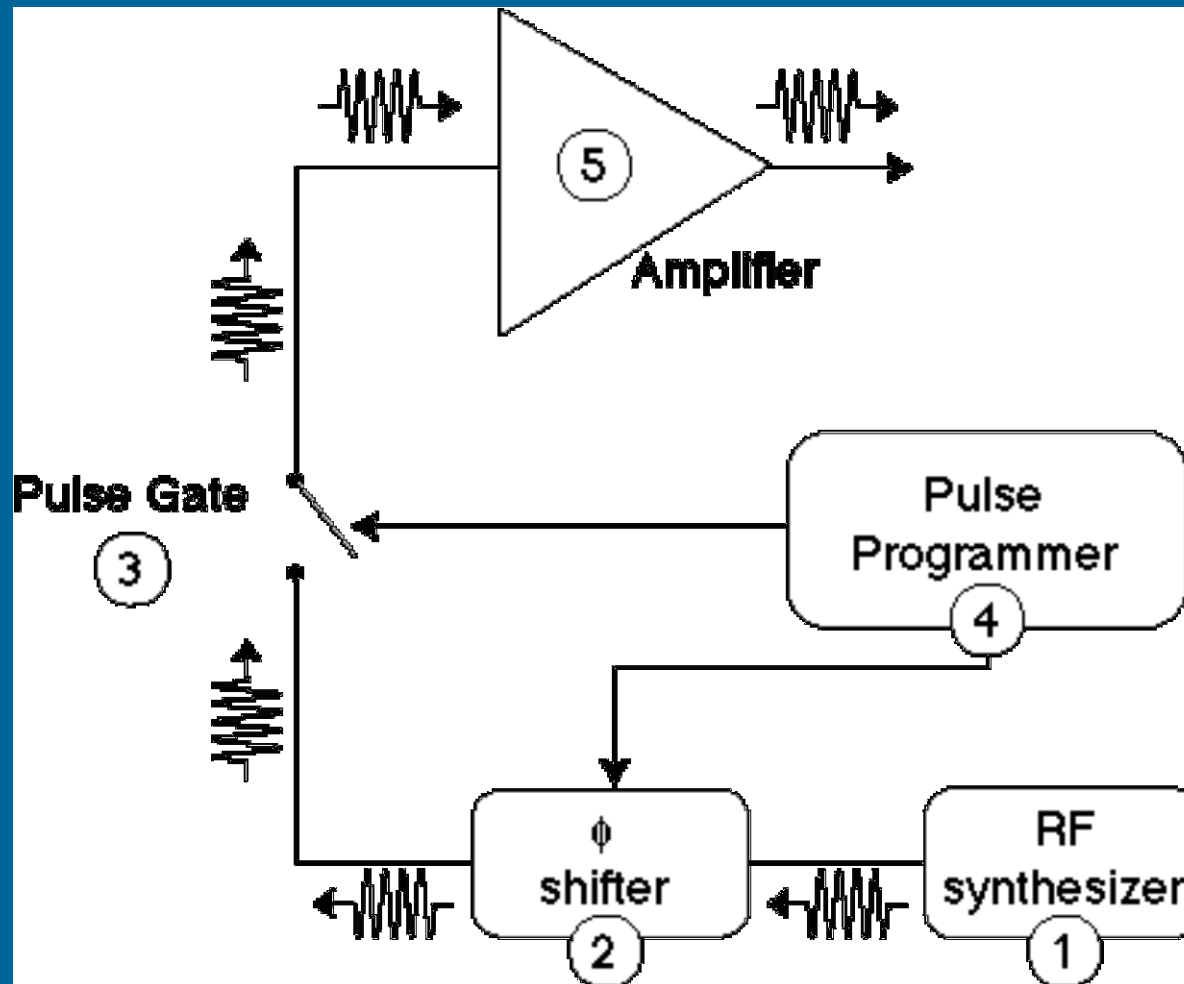 5
Amplifier
Pulse Gate
3
Pulse
Programmer
4
ϕ
shifter
2
RF
synthesizer
1